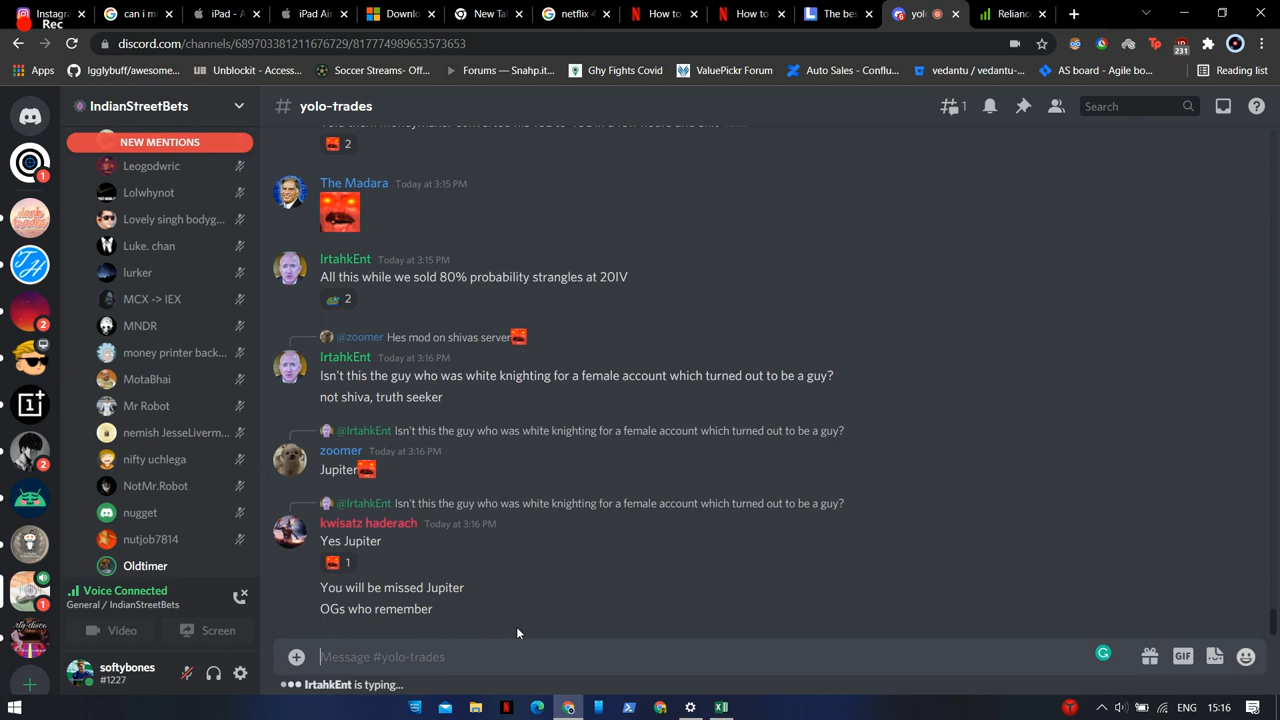 Instagr
can i m
iPad - A
iPad Air
Downlo
New Tal
netflix 4
How to
How to
The bes
yolo
Relianc
Rec
discord.com/channels/689703381211676729/817774989653573653
231
Apps
Igglybuff/awesome...
Unblockit - Access...
Soccer Streams- Off...
Forums — Snahp.it...
Ghy Fights Covid
ValuePickr Forum
Auto Sales - Conflu...
vedantu / vedantu-...
AS board - Agile bo...
Reading list
IndianStreetBets
# yolo-trades
1
Search
NEW MENTIONS
Leogodwric
Lolwhynot
Lovely singh bodyg...
Luke. chan
lurker
MCX -> IEX
MNDR
money printer back...
MotaBhai
Mr Robot
nemish JesseLiverm...
nifty uchlega
NotMr.Robot
nugget
nutjob7814
Oldtimer
Voice Connected
General / IndianStreetBets
Video
Screen
softybones
#1227
2
The Madara Today at 3:15 PM
IrtahkEnt Today at 3:15 PM
All this while we sold 80% probability strangles at 20IV
2
@zoomer Hes mod on shivas server
IrtahkEnt Today at 3:16 PM
Isn't this the guy who was white knighting for a female account which turned out to be a guy?
not shiva, truth seeker
@IrtahkEnt Isn't this the guy who was white knighting for a female account which turned out to be a guy?
zoomer Today at 3:16 PM
Jupiter
@IrtahkEnt Isn't this the guy who was white knighting for a female account which turned out to be a guy?
kwisatz haderach Today at 3:16 PM
Yes Jupiter
1
You will be missed Jupiter
OGs who remember
Message #yolo-trades
GIF
IrtahkEnt is typing...
ENG
15:16